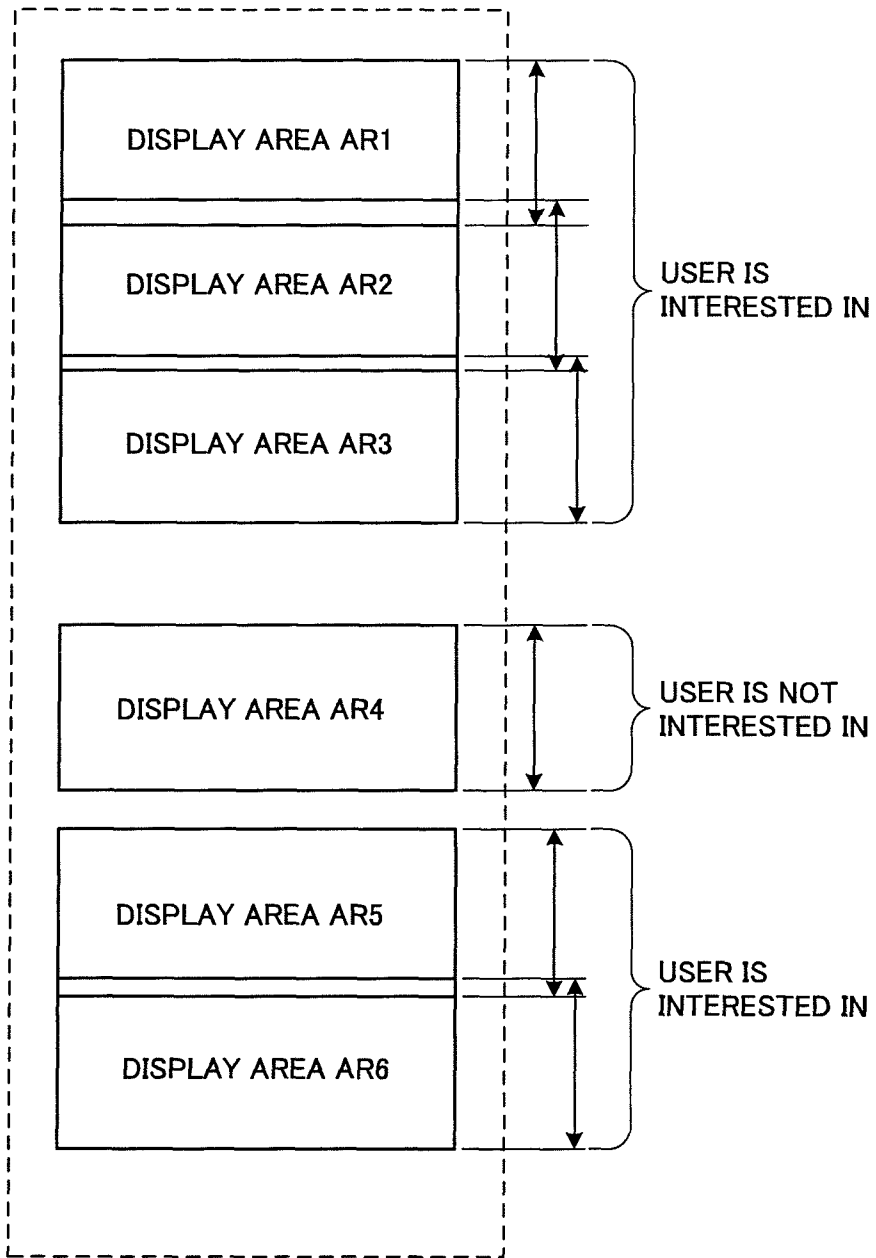 DISPLAY AREA AR1
DISPLAY AREA AR2
USER IS
INTERESTED IN
DISPLAY AREA AR3
DISPLAY AREA AR4
USER IS NOT
INTERESTED IN
DISPLAY AREA AR5
USER IS
INTERESTED IN
DISPLAY AREA AR6